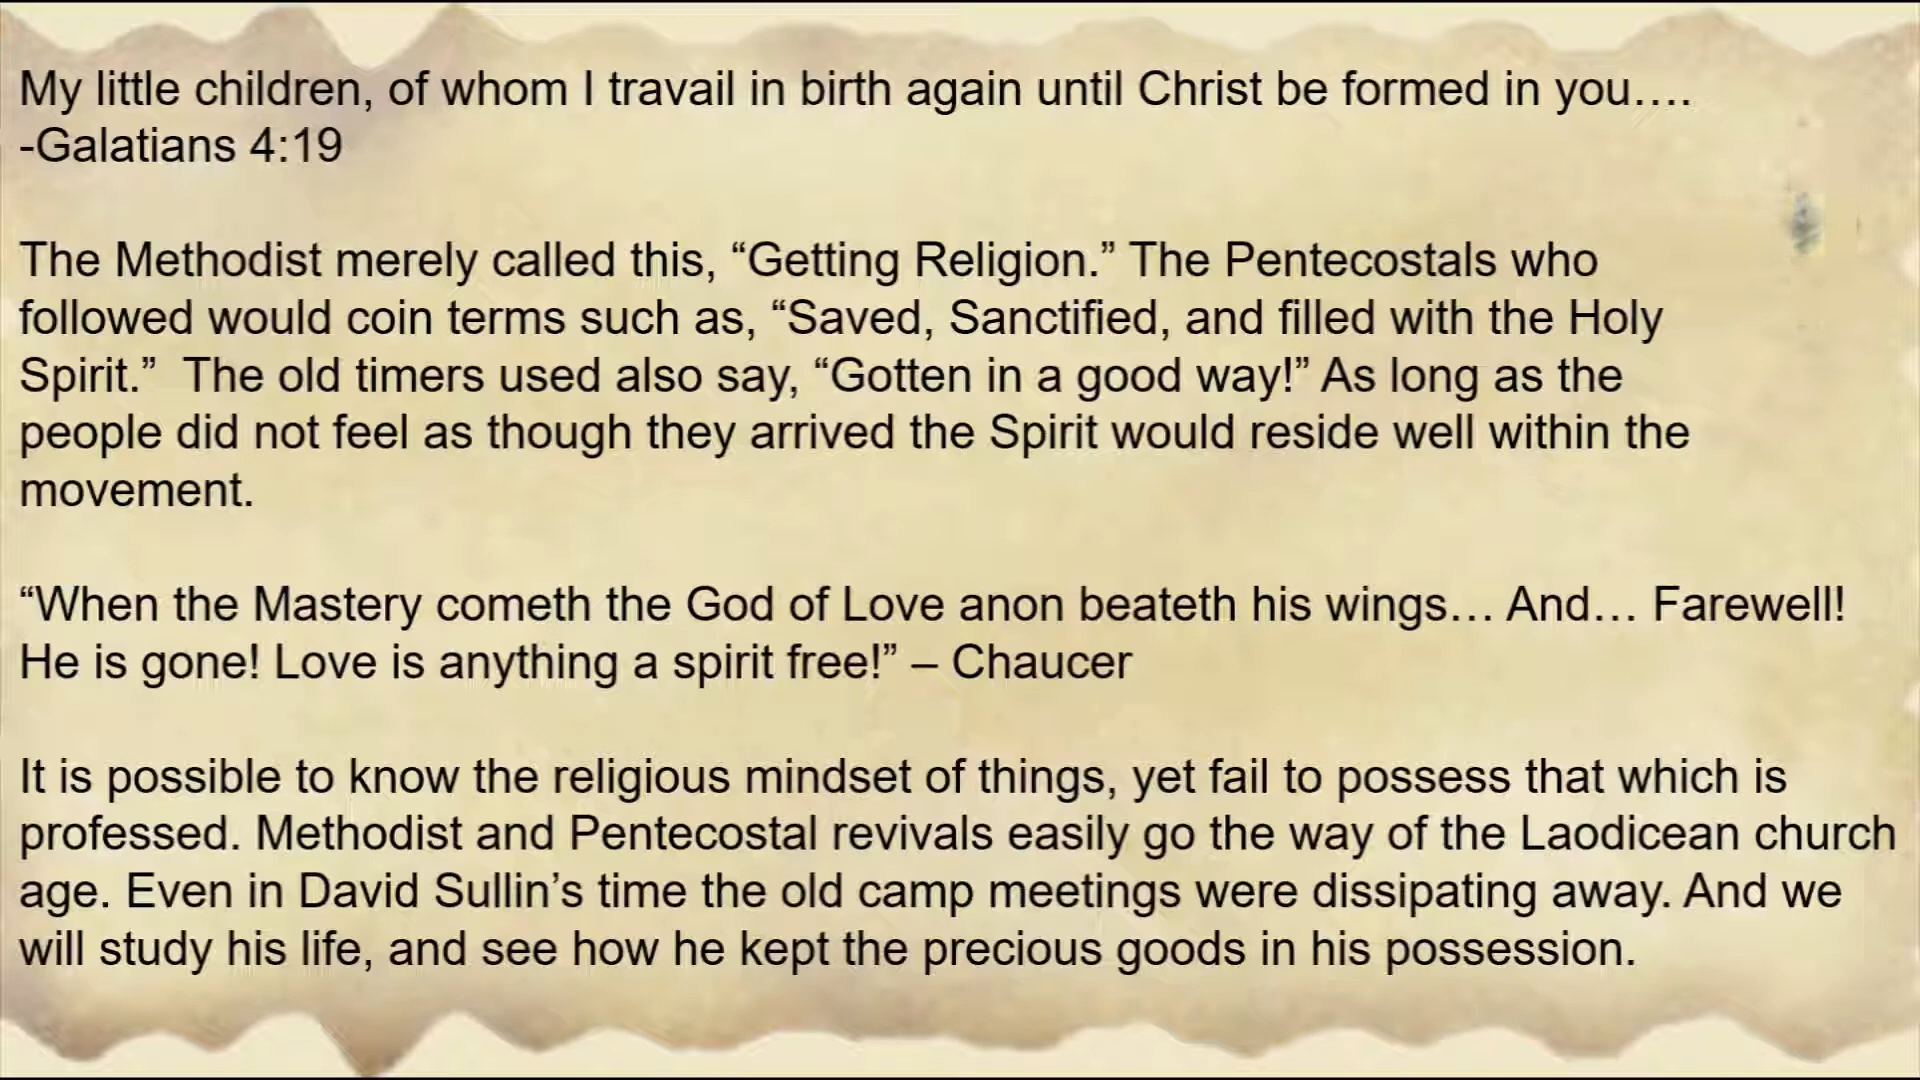 My little children, of whom I travail in birth again until Christ be formed in you….
-Galatians 4:19
The Methodist merely called this, “Getting Religion.” The Pentecostals who
followed would coin terms such as, “Saved, Sanctified, and filled with the Holy
Spirit.”  The old timers used also say, “Gotten in a good way!” As long as the
people did not feel as though they arrived the Spirit would reside well within the
movement.
“When the Mastery cometh the God of Love anon beateth his wings… And… Farewell!
He is gone! Love is anything a spirit free!” – Chaucer
It is possible to know the religious mindset of things, yet fail to possess that which is
professed. Methodist and Pentecostal revivals easily go the way of the Laodicean church
age. Even in David Sullin’s time the old camp meetings were dissipating away. And we
will study his life, and see how he kept the precious goods in his possession.